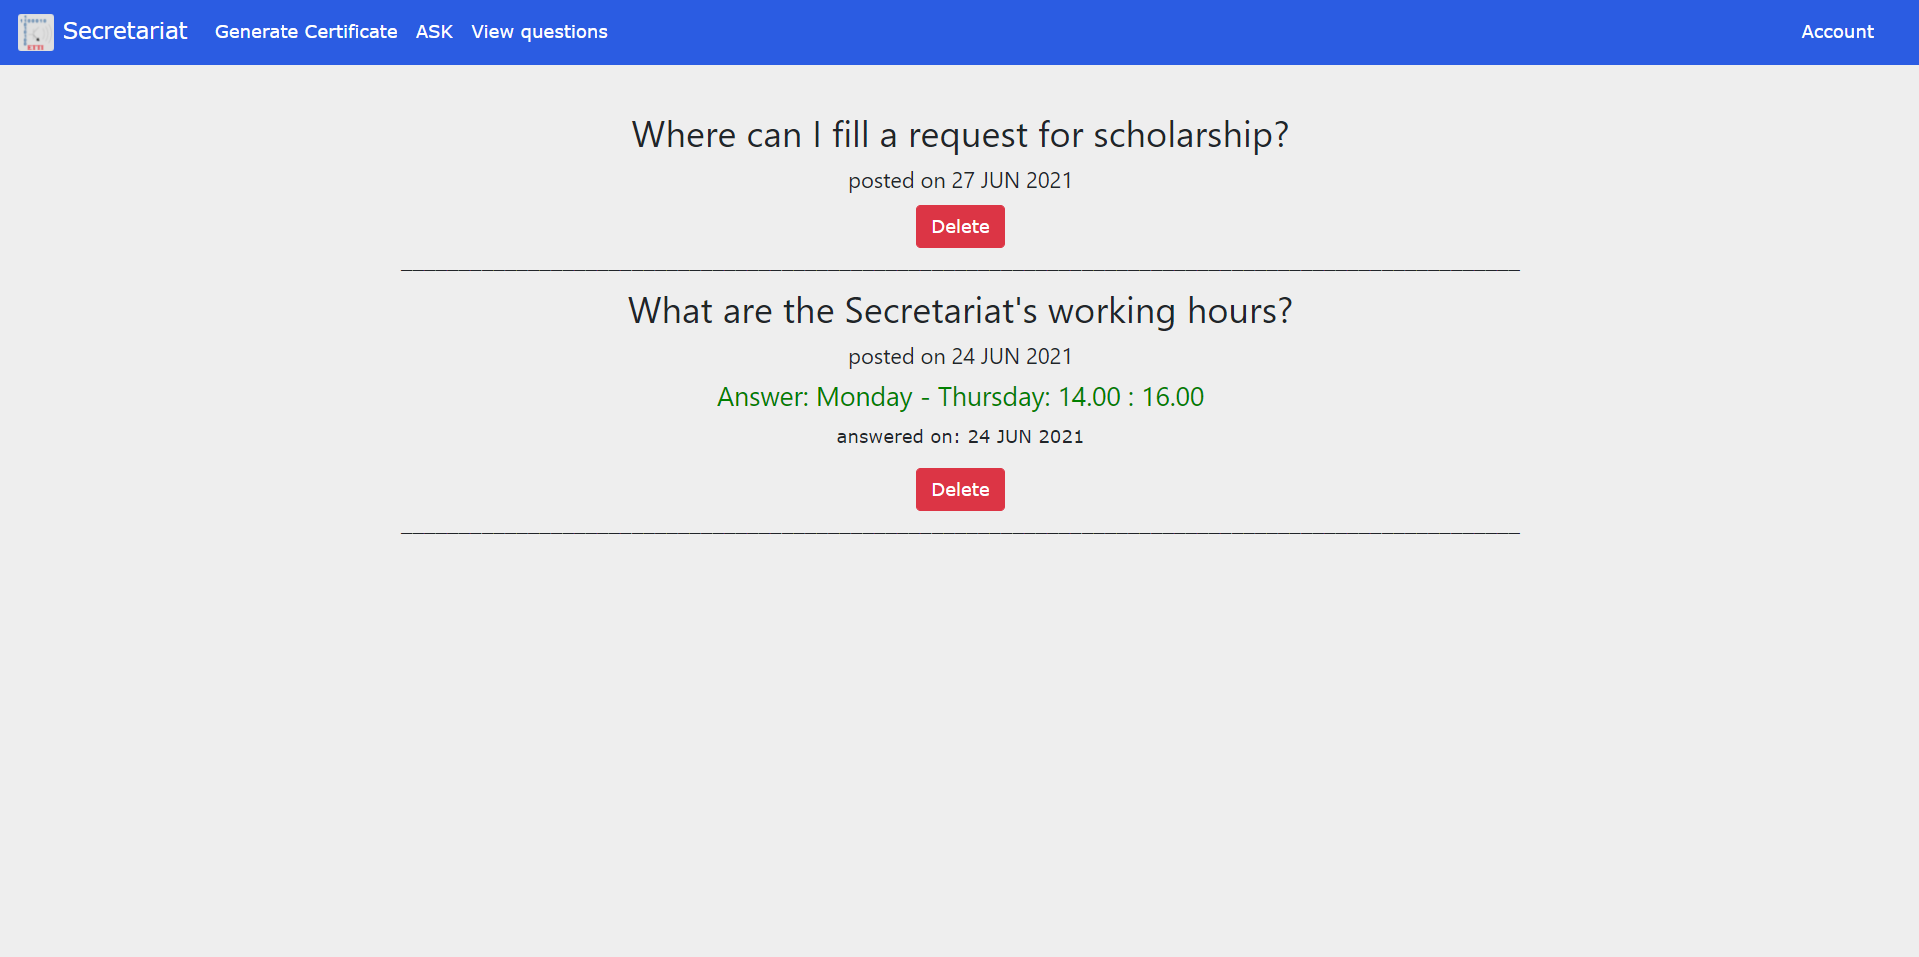 Secretariat Generate Certificate ASK View questions Account
Where can I fill a request for scholarship?
posted on 27 JUN 2021
Delete
What are the Secretariat's working hours?
posted on 24 JUN 2021
Answer: Monday - Thursday: 14.00 : 16.00
answered on: 24 JUN 2021
Delete